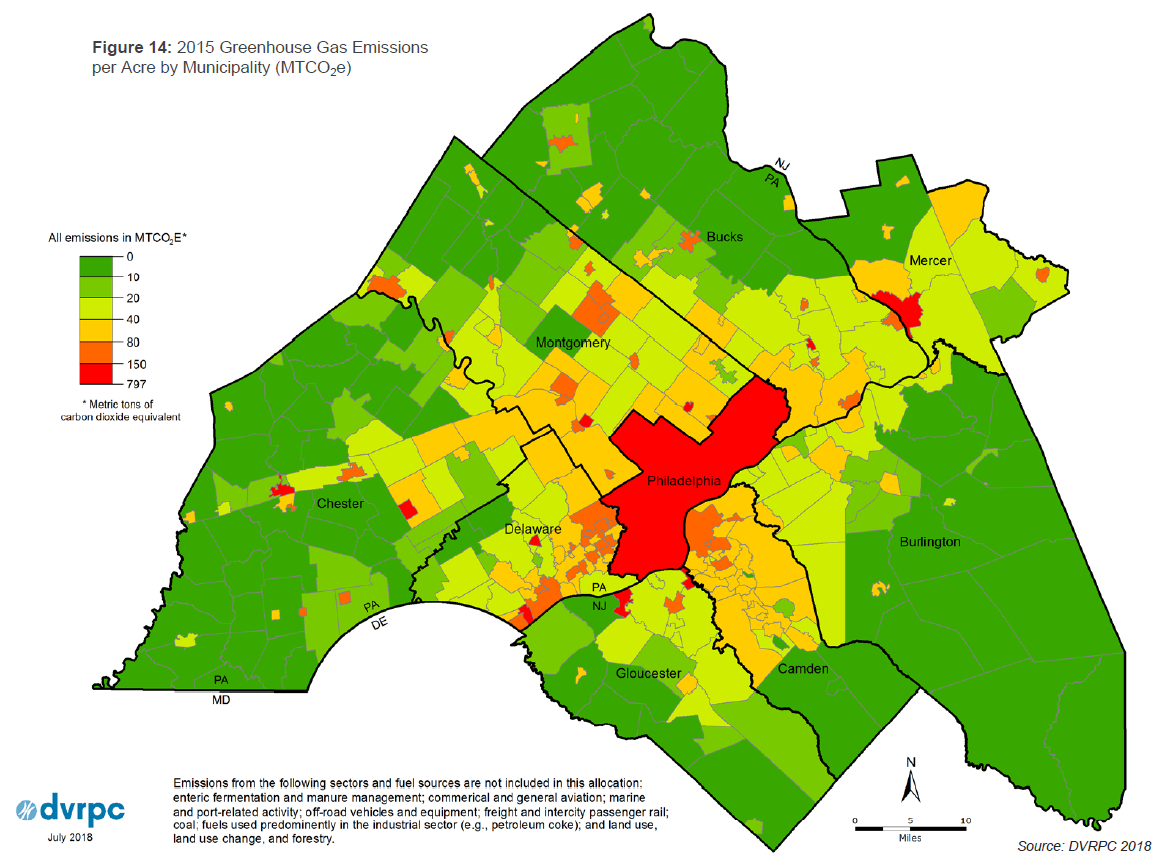 Figure 14: 2015 Greenhouse Gas Emissions
per Acre by Municipality (MTCO₂e)
NJ
PA
Bucks
Mercer
All emissions in MTCO₂E*
0
10
20
40
80
150
797
* Metric tons of
carbon dioxide equivalent
Montgomery
Philadelphia
Chester
Delaware
Burlington
PA
NJ
PA
DE
Gloucester
Camden
PA
MD
N
0 5 10
Miles
dvrpc
July 2018
Emissions from the following sectors and fuel sources are not included in this allocation:
enteric fermentation and manure management; commerical and general aviation; marine
and port-related activity; off-road vehicles and equipment; freight and intercity passenger rail;
coal; fuels used predominently in the industrial sector (e.g., petroleum coke); and land use,
land use change, and forestry.
Source: DVRPC 2018